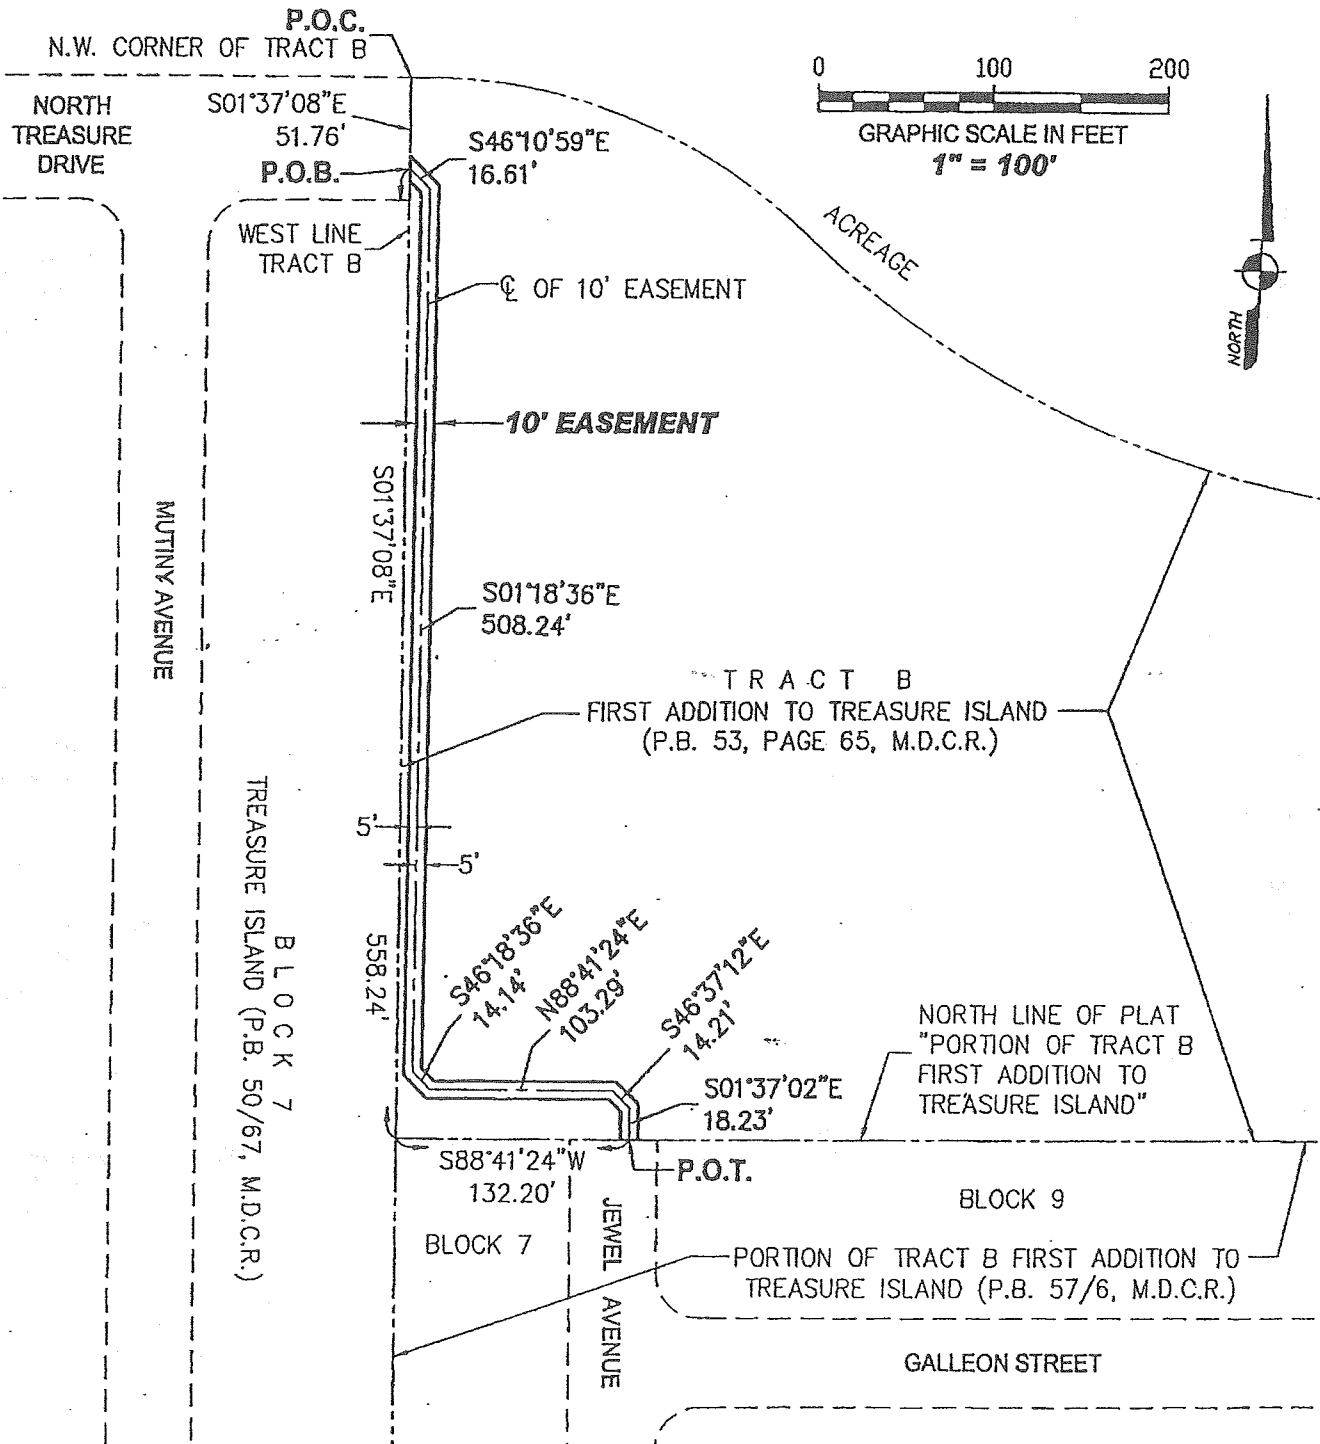 P.O.C.
N.W. CORNER OF TRACT B
0 100 200
GRAPHIC SCALE IN FEET
1" = 100'
NORTH
TREASURE
DRIVE
S01°37'08"E
51.76'
P.O.B.
S46°10'59"E
16.61'
WEST LINE
TRACT B
ACREAGE
NORTH
℄ OF 10' EASEMENT
10' EASEMENT
S01°37'08"E
MUTINY AVENUE
S01°18'36"E
508.24'
TRACT B
FIRST ADDITION TO TREASURE ISLAND
(P.B. 53, PAGE 65, M.D.C.R.)
5'
5'
BLOCK 7
TREASURE ISLAND (P.B. 50/67, M.D.C.R.)
558.24'
S46°18'36"E
14.14'
N88°41'24"E
103.29'
S46°37'12"E
14.21'
S01°37'02"E
18.23'
NORTH LINE OF PLAT
"PORTION OF TRACT B
FIRST ADDITION TO
TREASURE ISLAND"
S88°41'24"W
132.20'
P.O.T.
BLOCK 7
JEWEL AVENUE
BLOCK 9
PORTION OF TRACT B FIRST ADDITION TO
TREASURE ISLAND (P.B. 57/6, M.D.C.R.)
GALLEON STREET